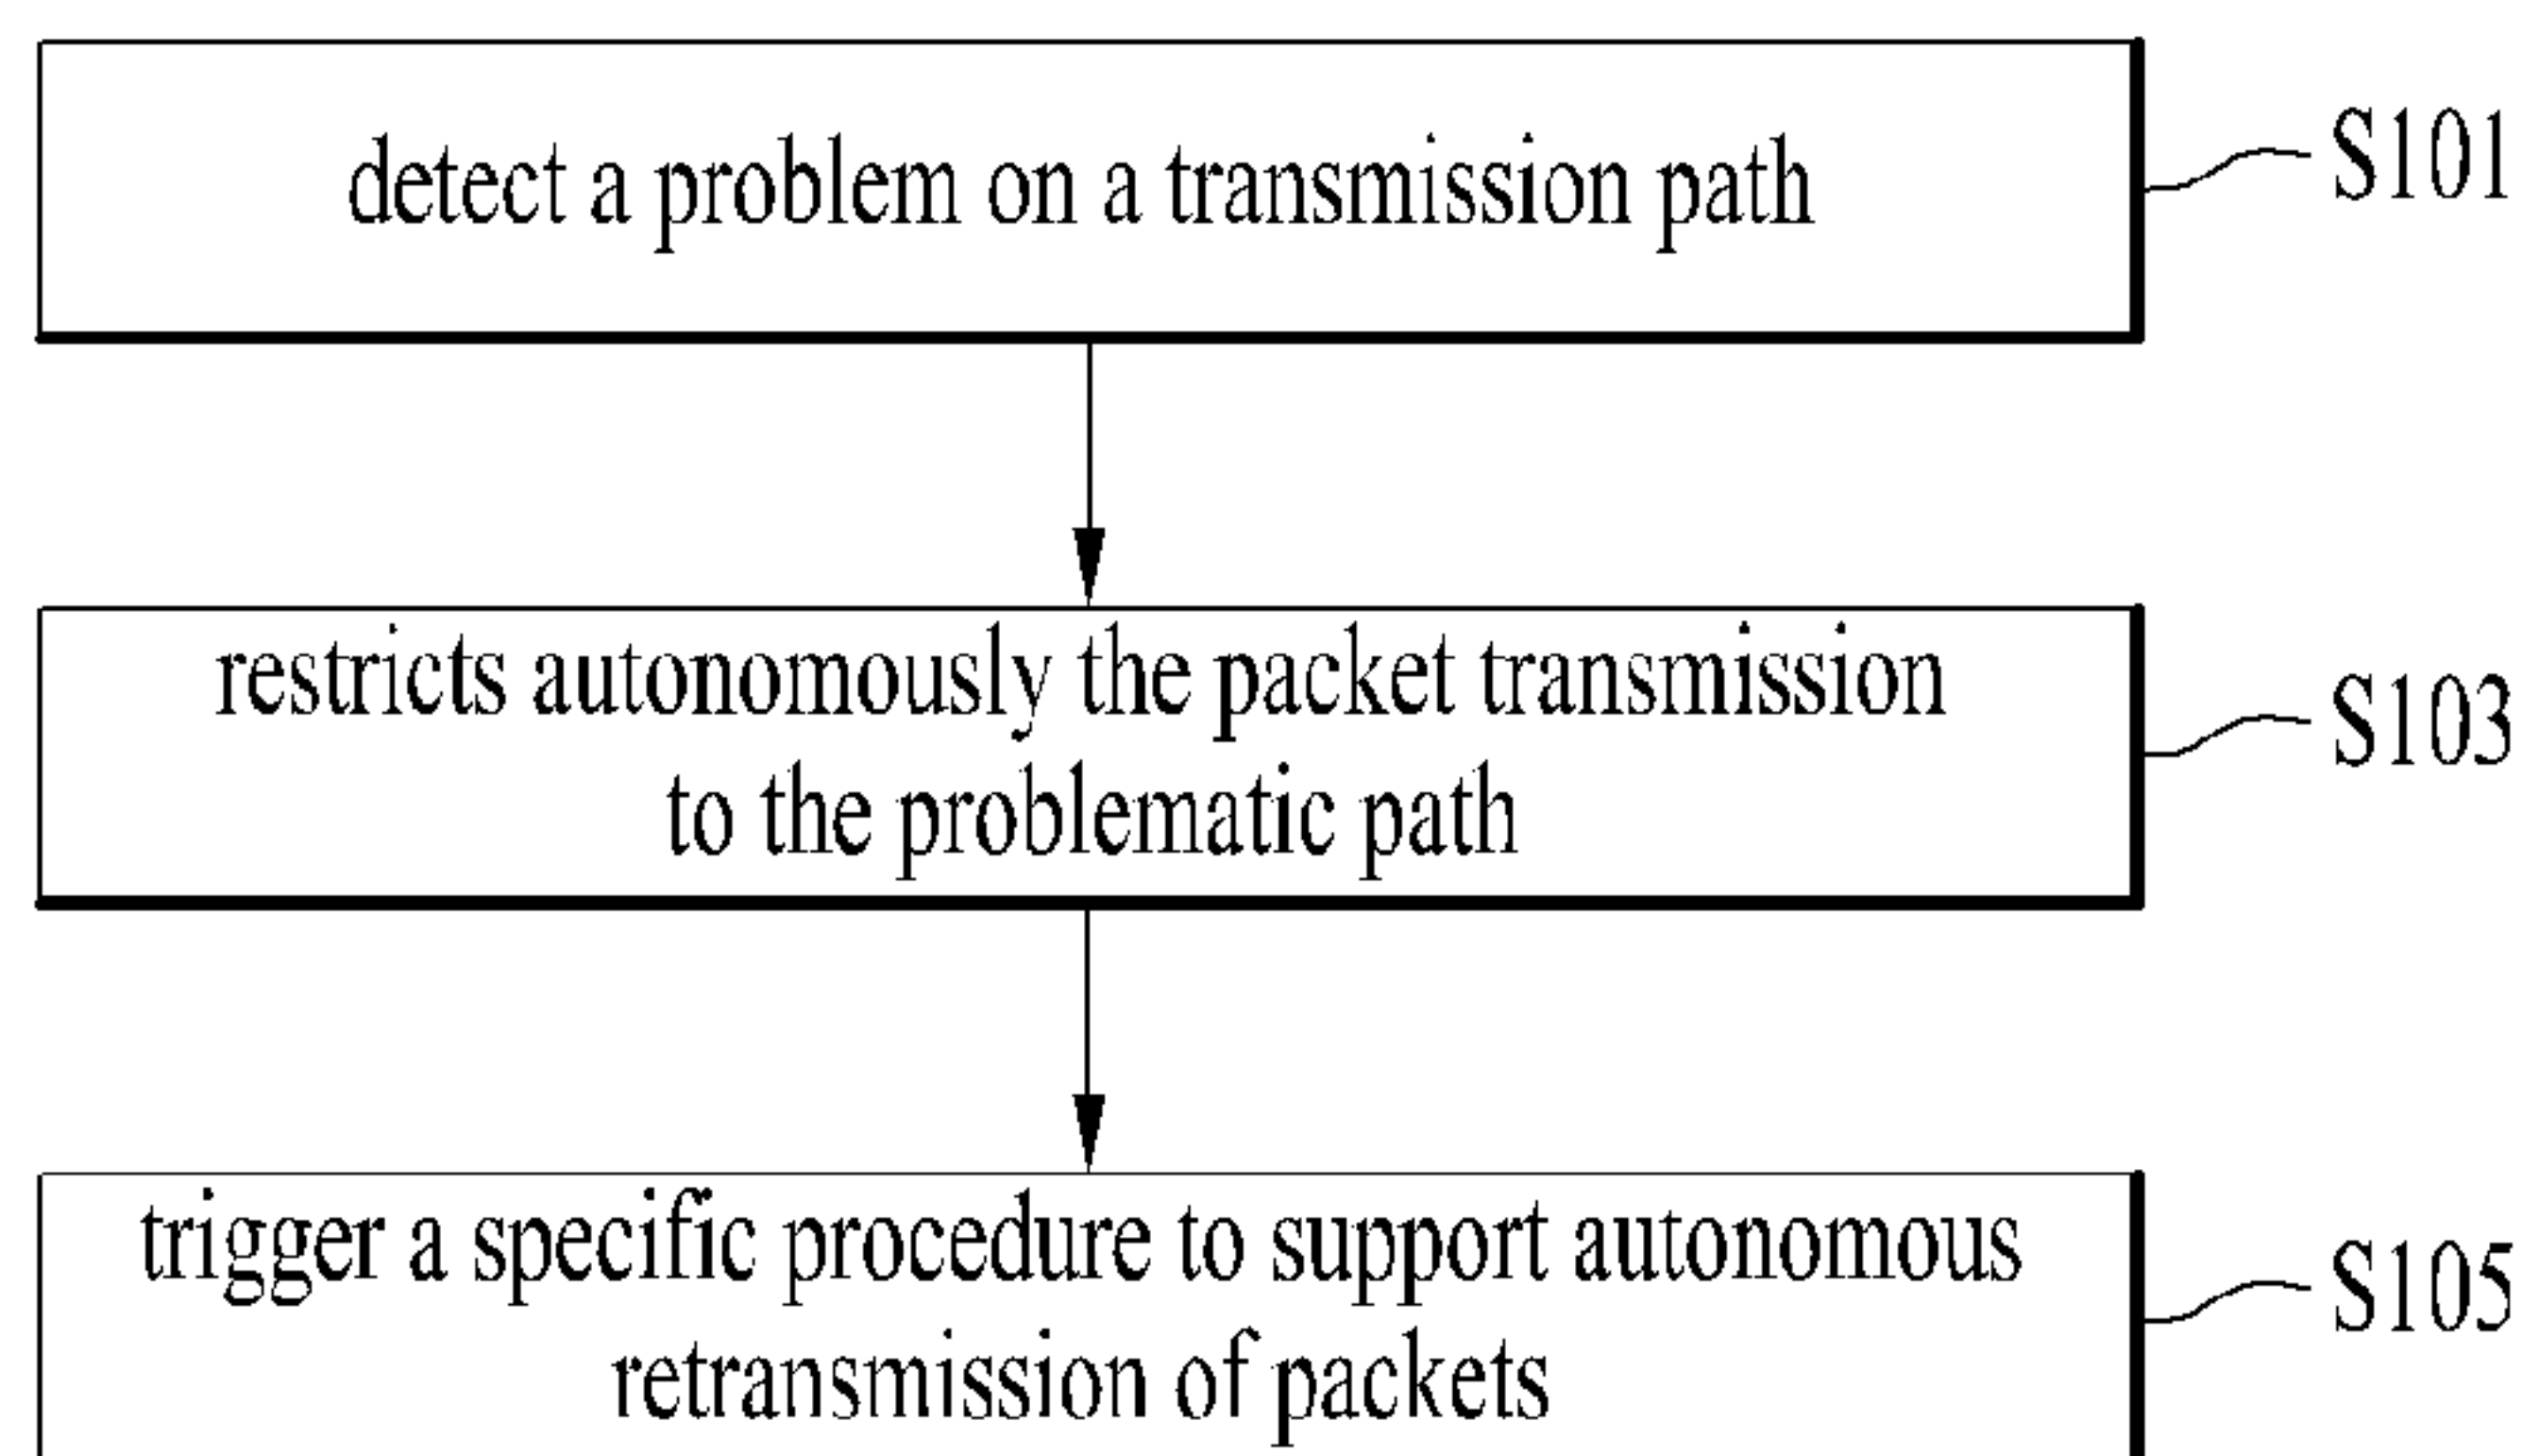 detect a problem on a transmission path
S101
restricts autonomously the packet transmission
to the problematic path
S103
trigger a specific procedure to support autonomous
retransmission of packets
S105